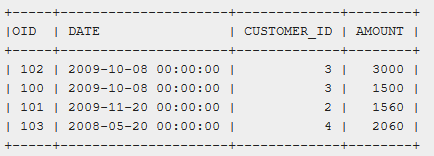 +-----+---------------------+-------------+--------+
|OID  | DATE                | CUSTOMER_ID | AMOUNT |
+-----+---------------------+-------------+--------+
| 102 | 2009-10-08 00:00:00 |           3 |   3000 |
| 100 | 2009-10-08 00:00:00 |           3 |   1500 |
| 101 | 2009-11-20 00:00:00 |           2 |   1560 |
| 103 | 2008-05-20 00:00:00 |           4 |   2060 |
+-----+---------------------+-------------+--------+